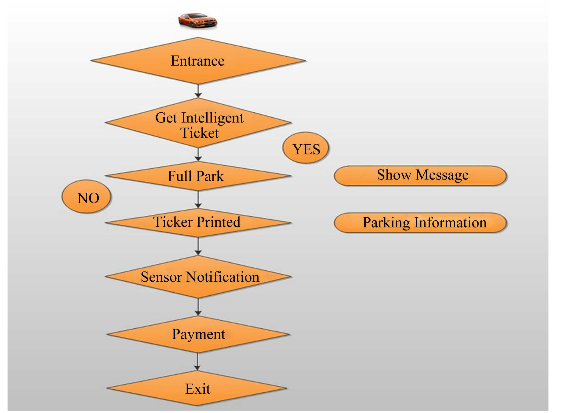 Entrance
Get Intelligent
Ticket
YES
Full Park
Show Message
NO
Ticker Printed
Parking Information
Sensor Notification
Payment
Exit